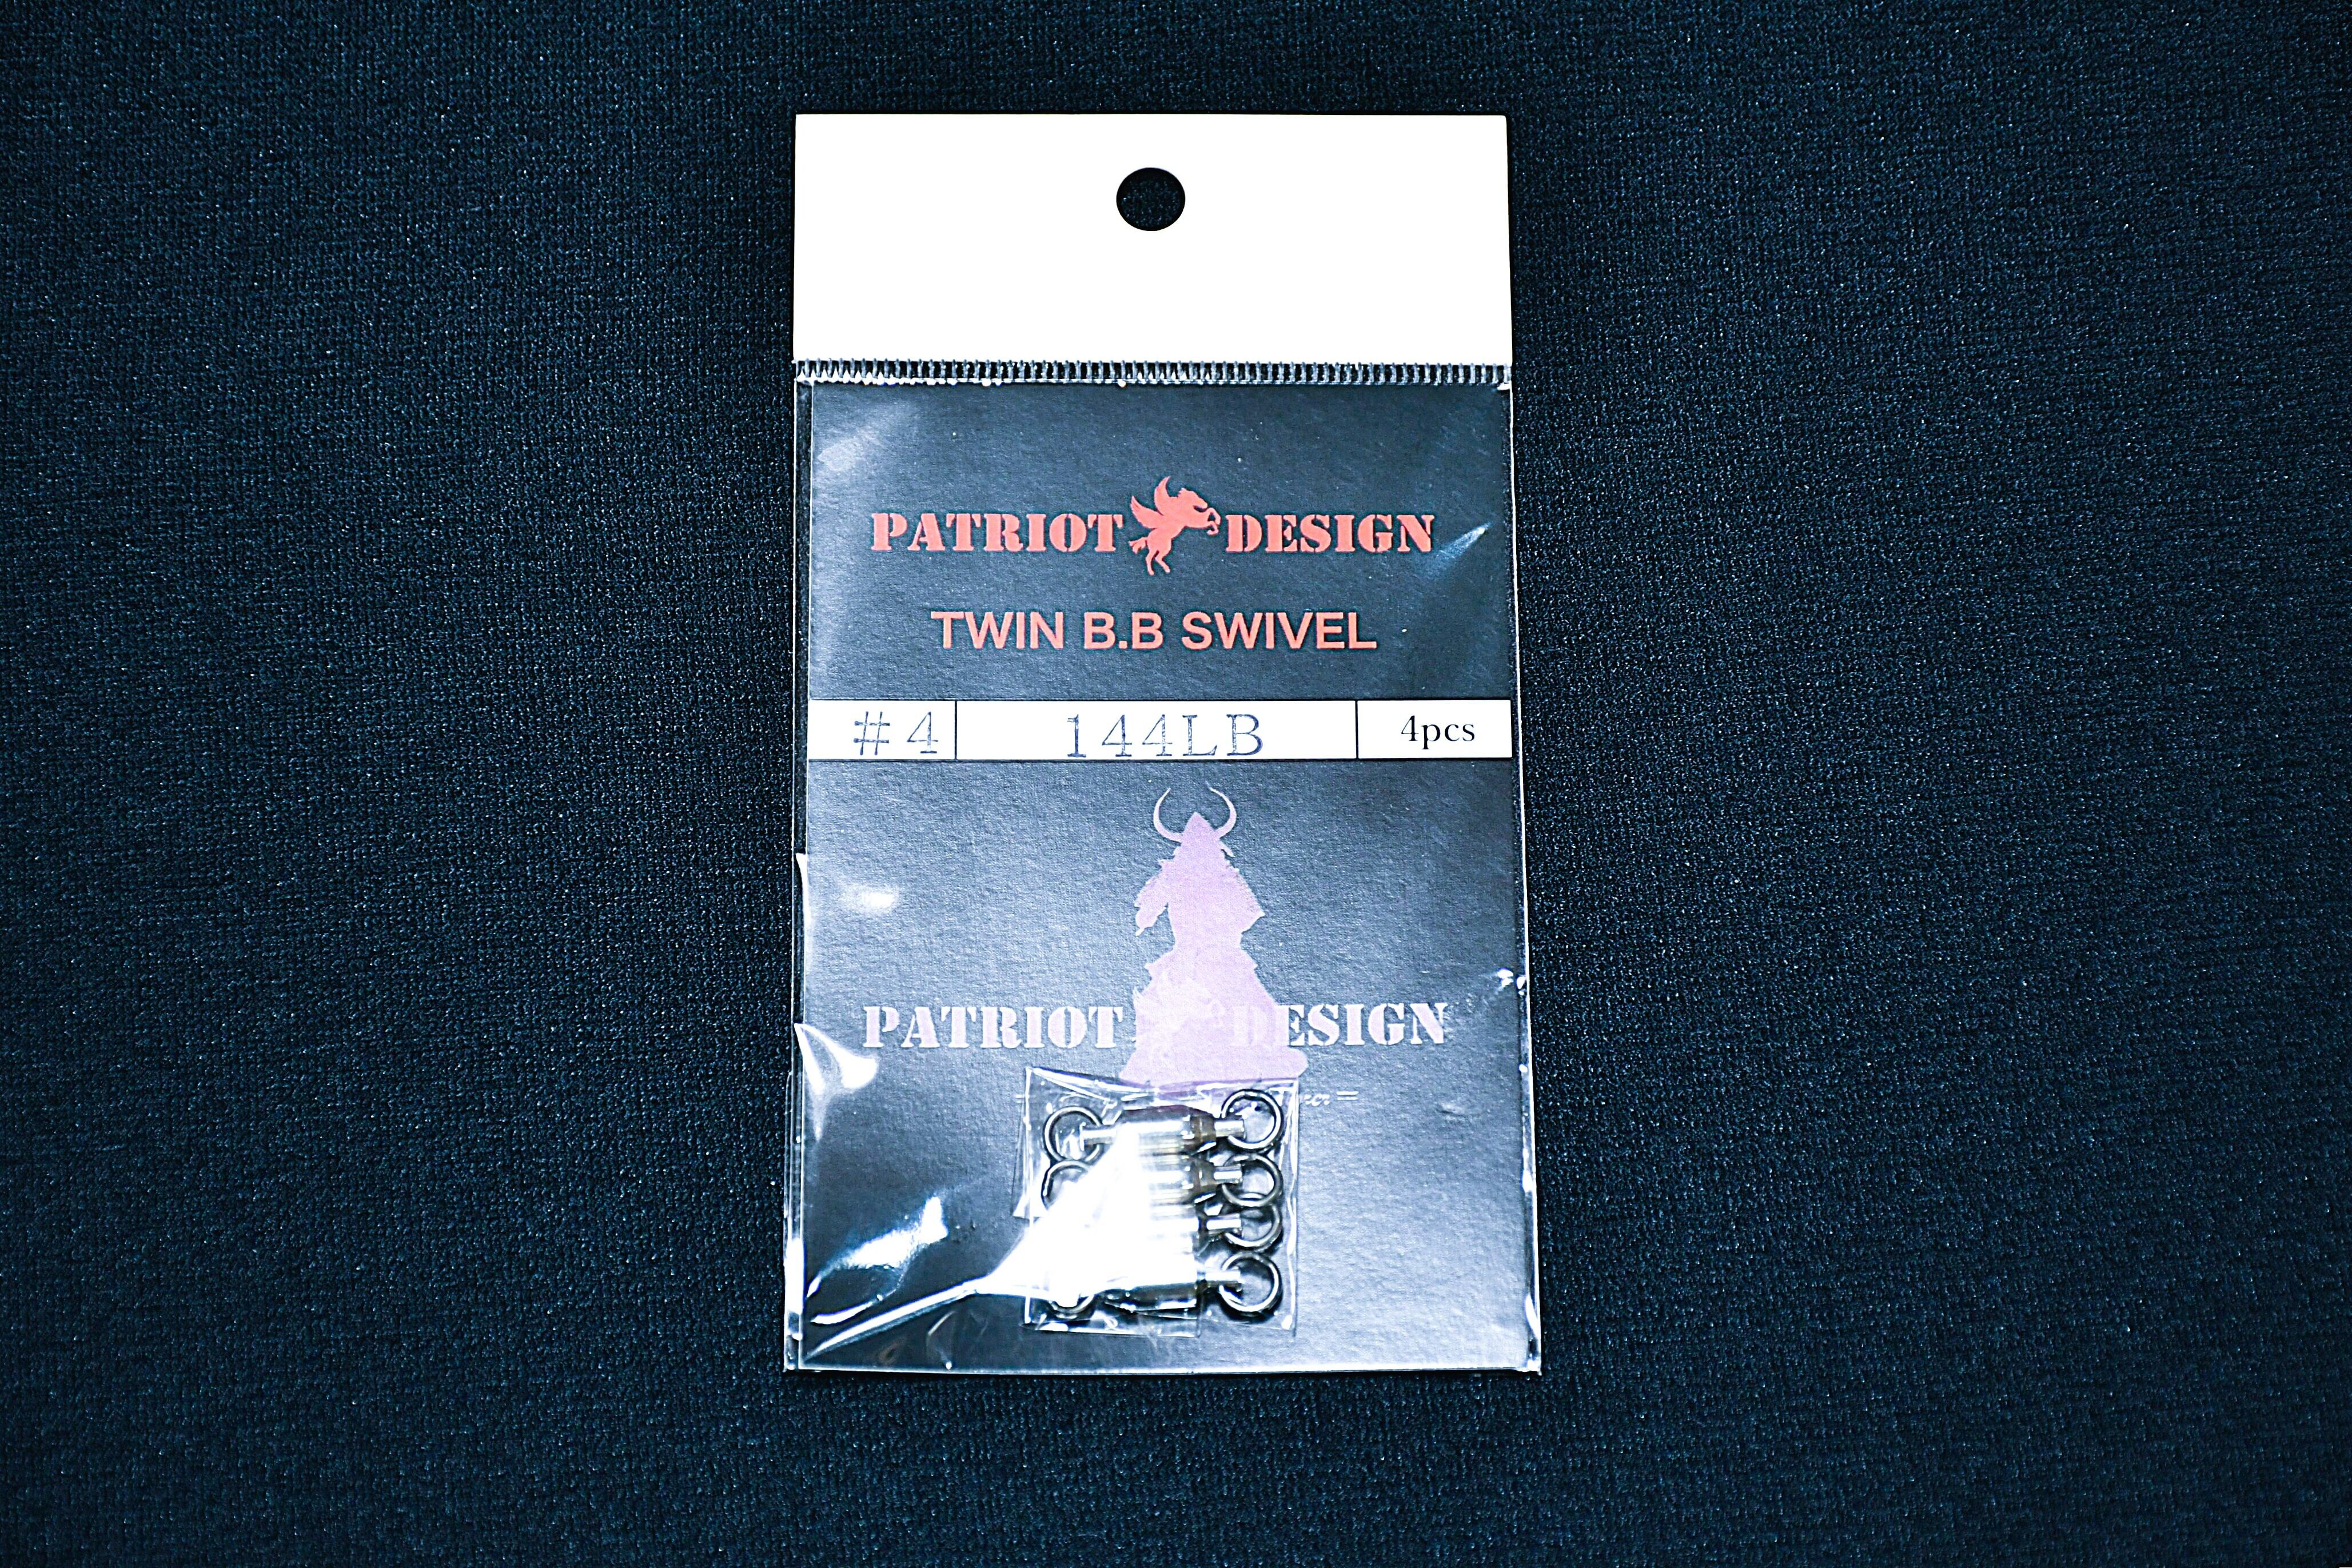 PATRIOT DESIGN
TWIN B.B SWIVEL
#4 144LB 4pcs
PATRIOT DESIGN